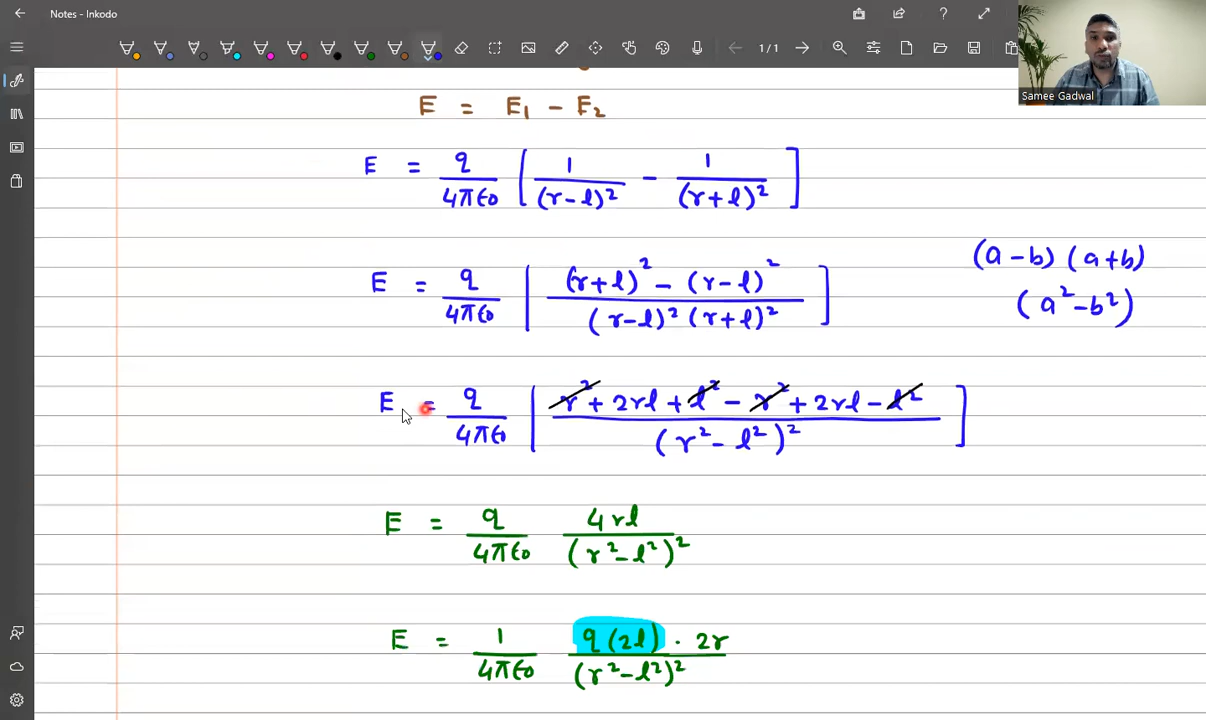 Notes - Inkodo
1/1
Samee Gadwal
E = E₁ - E₂
E = q/4πε0 [ 1/(r-l)² - 1/(r+l)² ]
(a-b) (a+b)
E = q/4πε0 [ (r+l)² - (r-l)² / (r-l)² (r+l)² ]
(a²-b²)
E = q/4πε0 [ r² + 2rl + l² - r² + 2rl - l² / (r² - l²)² ]
E = q/4πε0 4rl/(r²-l²)²
E = 1/4πε0 q(2l) · 2r/(r²-l²)²